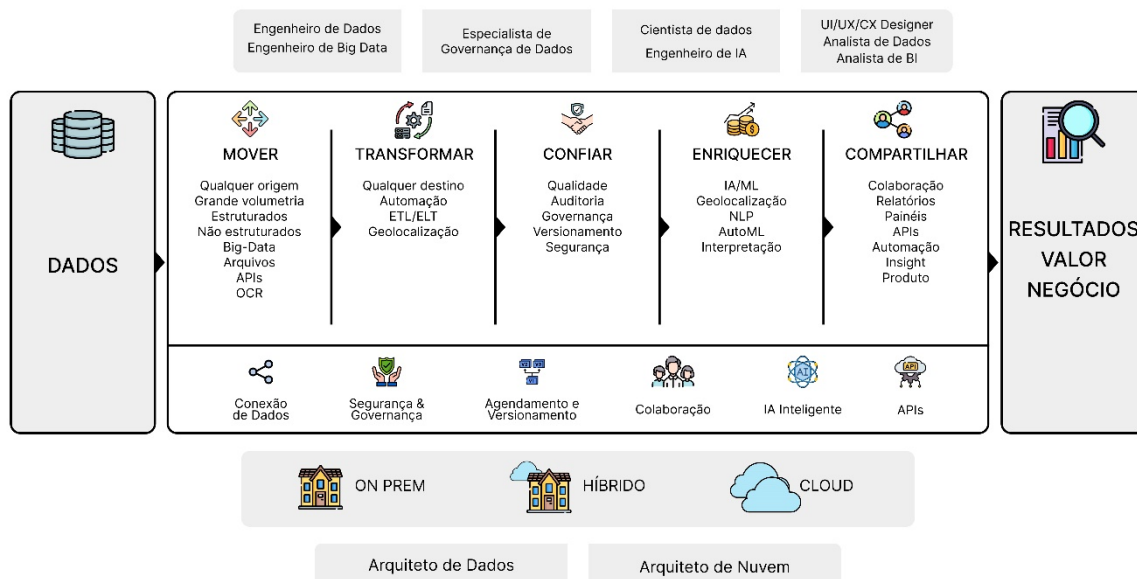 Engenheiro de Dados
Engenheiro de Big Data
Especialista de
Governança de Dados
Cientista de dados
Engenheiro de IA
UI/UX/CX Designer
Analista de Dados
Analista de BI
DADOS
MOVER
Qualquer origem
Grande volumetria
Estruturados
Não estruturados
Big-Data
Arquivos
APIs
OCR
TRANSFORMAR
Qualquer destino
Automação
ETL/ELT
Geolocalização
CONFIAR
Qualidade
Auditoria
Governança
Versionamento
Segurança
ENRIQUECER
IA/ML
Geolocalização
NLP
AutoML
Interpretação
COMPARTILHAR
Colaboração
Relatórios
Painéis
APIs
Automação
Insight
Produto
RESULTADOS
VALOR
NEGÓCIO
Conexão
de Dados
Segurança &
Governança
Agendamento e
Versionamento
Colaboração
AI
IA Inteligente
API
APIs
ON PREM
HÍBRIDO
CLOUD
Arquiteto de Dados
Arquiteto de Nuvem